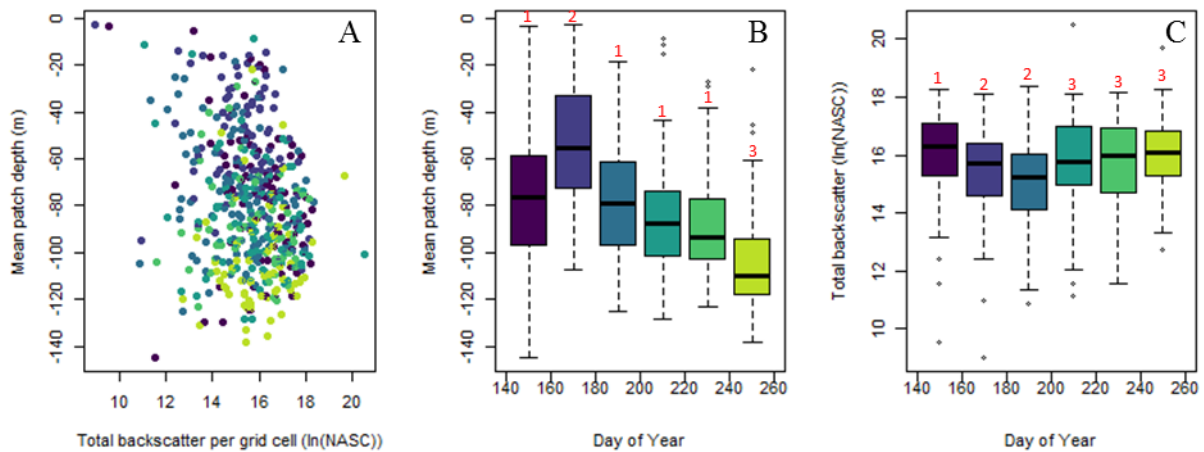 A
Mean patch depth (m)
0
-20
-40
-60
-80
-100
-120
-140
10 12 14 16 18 20
Total backscatter per grid cell (ln(NASC))
B
Mean patch depth (m)
0
-20
-40
-60
-80
-100
-120
-140
1 2 1 1 1 3
140 160 180 200 220 240 260
Day of Year
C
Total backscatter (ln(NASC))
20
18
16
14
12
10
1 2 2 3 3 3
140 160 180 200 220 240 260
Day of Year